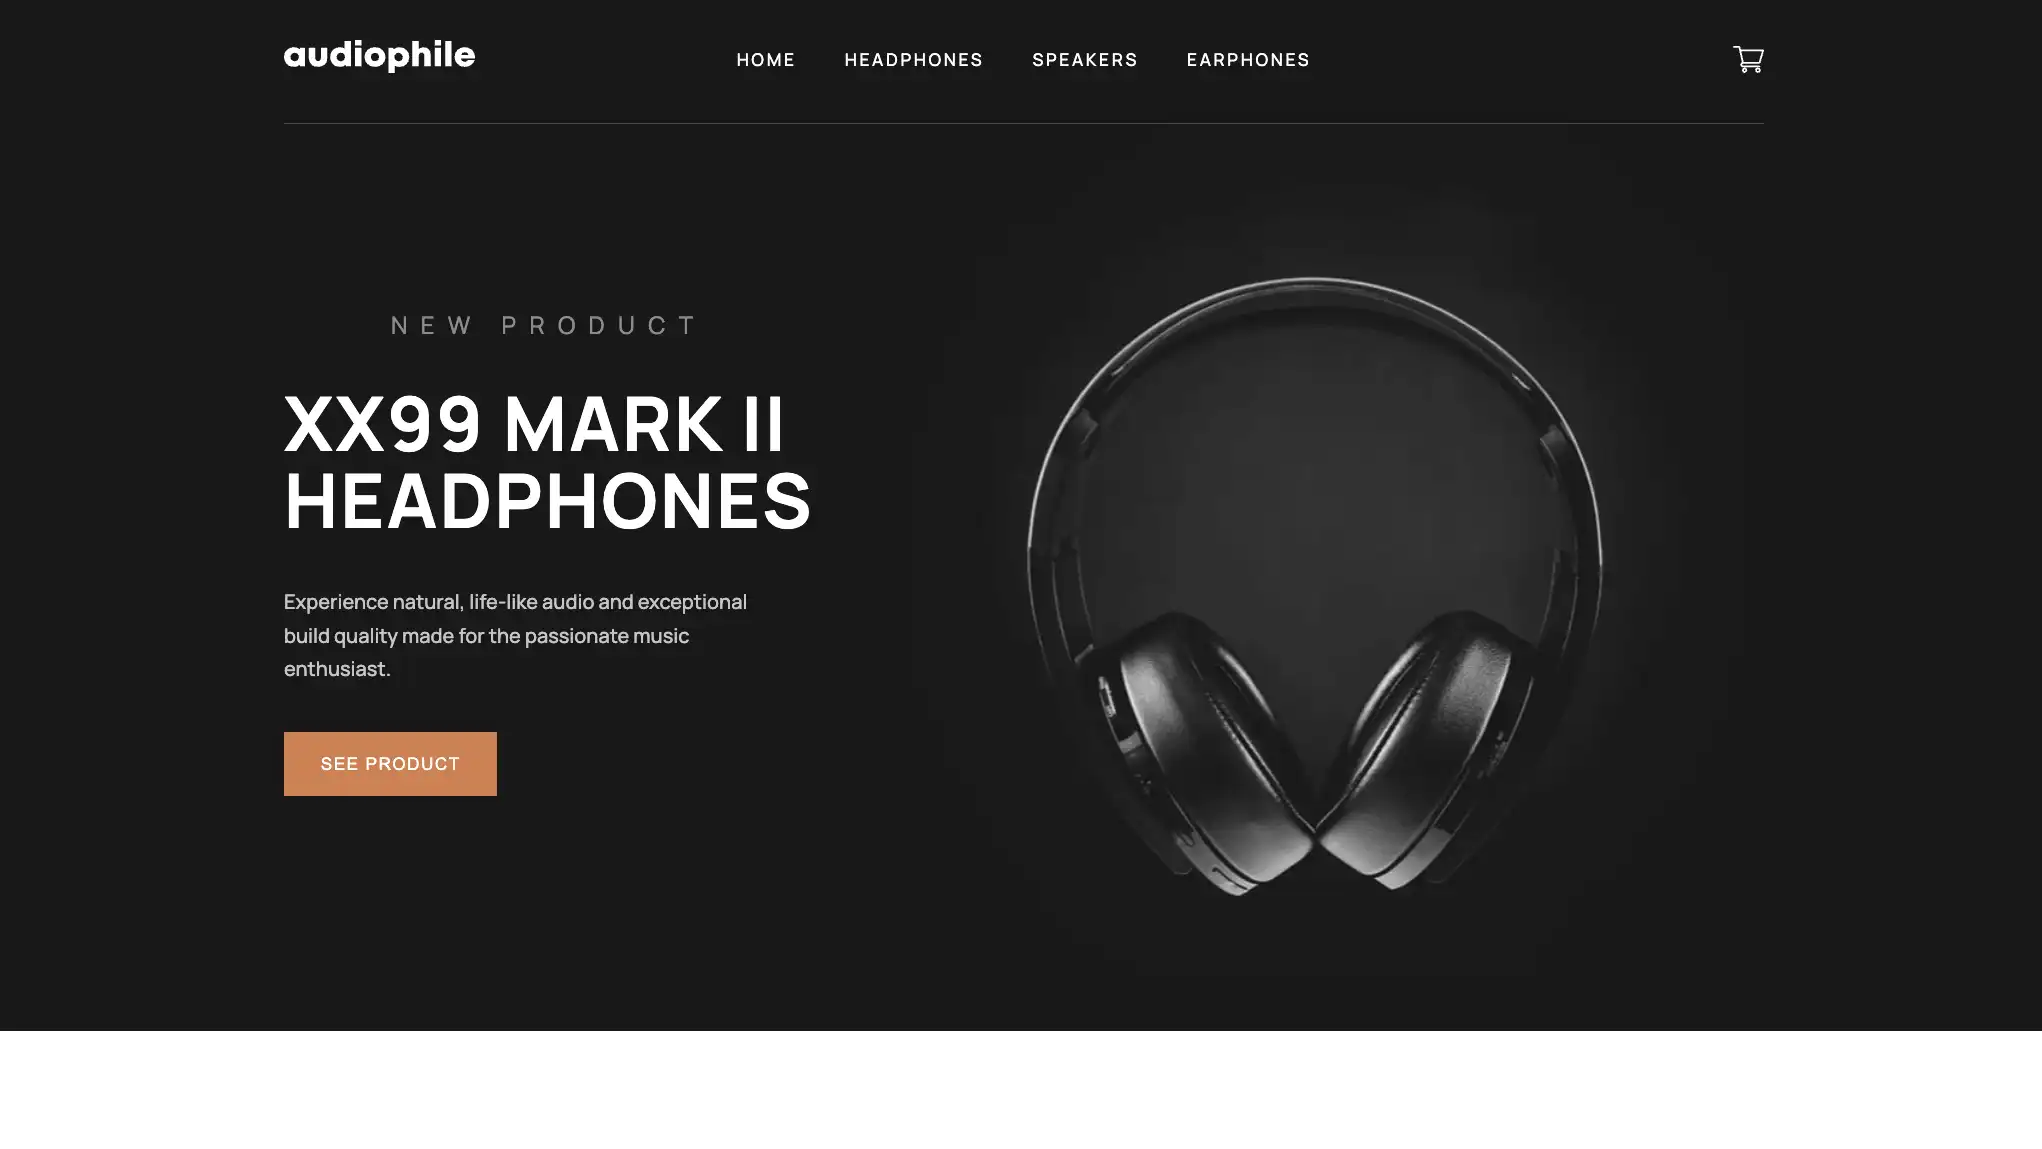 audiophile
HOME HEADPHONES SPEAKERS EARPHONES
NEW PRODUCT
XX99 MARK II
HEADPHONES
Experience natural, life-like audio and exceptional
build quality made for the passionate music
enthusiast.
SEE PRODUCT